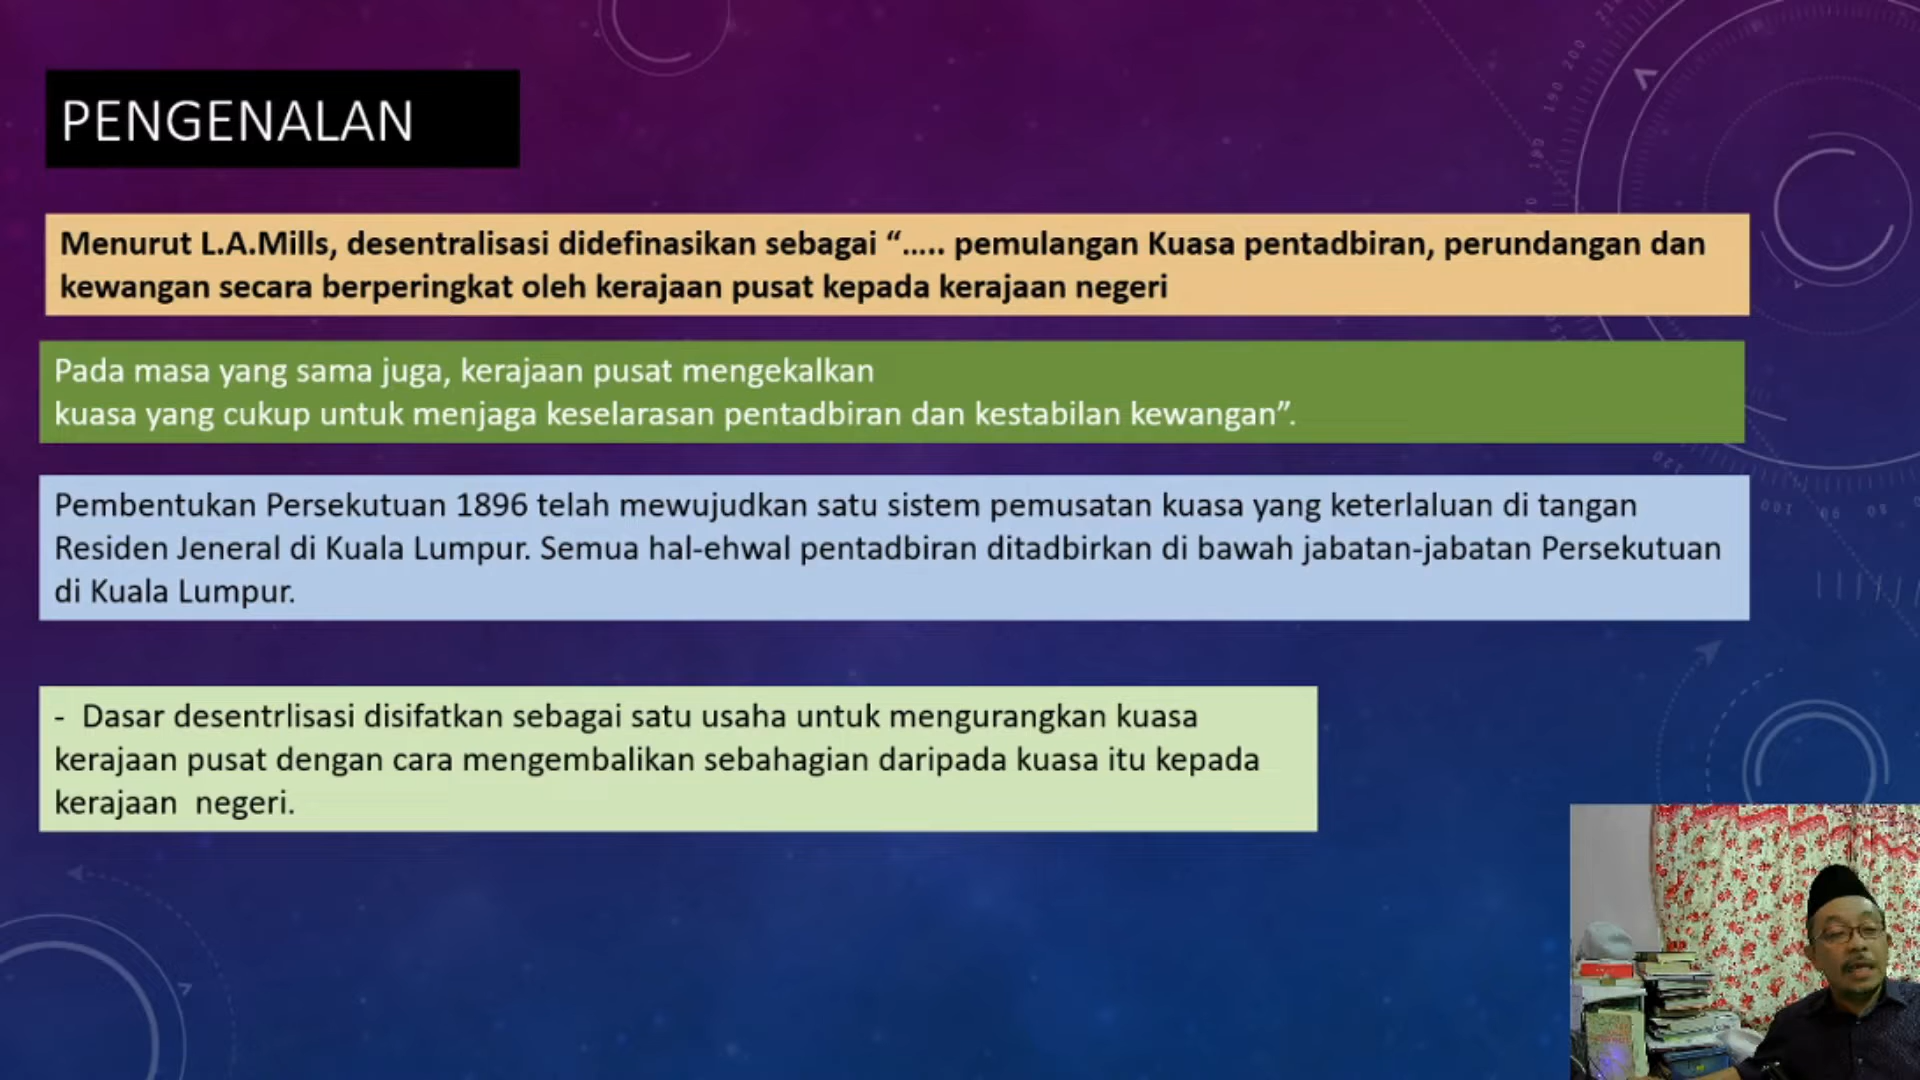 PENGENALAN
Menurut L.A.Mills, desentralisasi didefinasikan sebagai “..... pemulangan Kuasa pentadbiran, perundangan dan
kewangan secara berperingkat oleh kerajaan pusat kepada kerajaan negeri
Pada masa yang sama juga, kerajaan pusat mengekalkan
kuasa yang cukup untuk menjaga keselarasan pentadbiran dan kestabilan kewangan”.
Pembentukan Persekutuan 1896 telah mewujudkan satu sistem pemusatan kuasa yang keterlaluan di tangan
Residen Jeneral di Kuala Lumpur. Semua hal-ehwal pentadbiran ditadbirkan di bawah jabatan-jabatan Persekutuan
di Kuala Lumpur.
- Dasar desentrlisasi disifatkan sebagai satu usaha untuk mengurangkan kuasa
kerajaan pusat dengan cara mengembalikan sebahagian daripada kuasa itu kepada
kerajaan negeri.